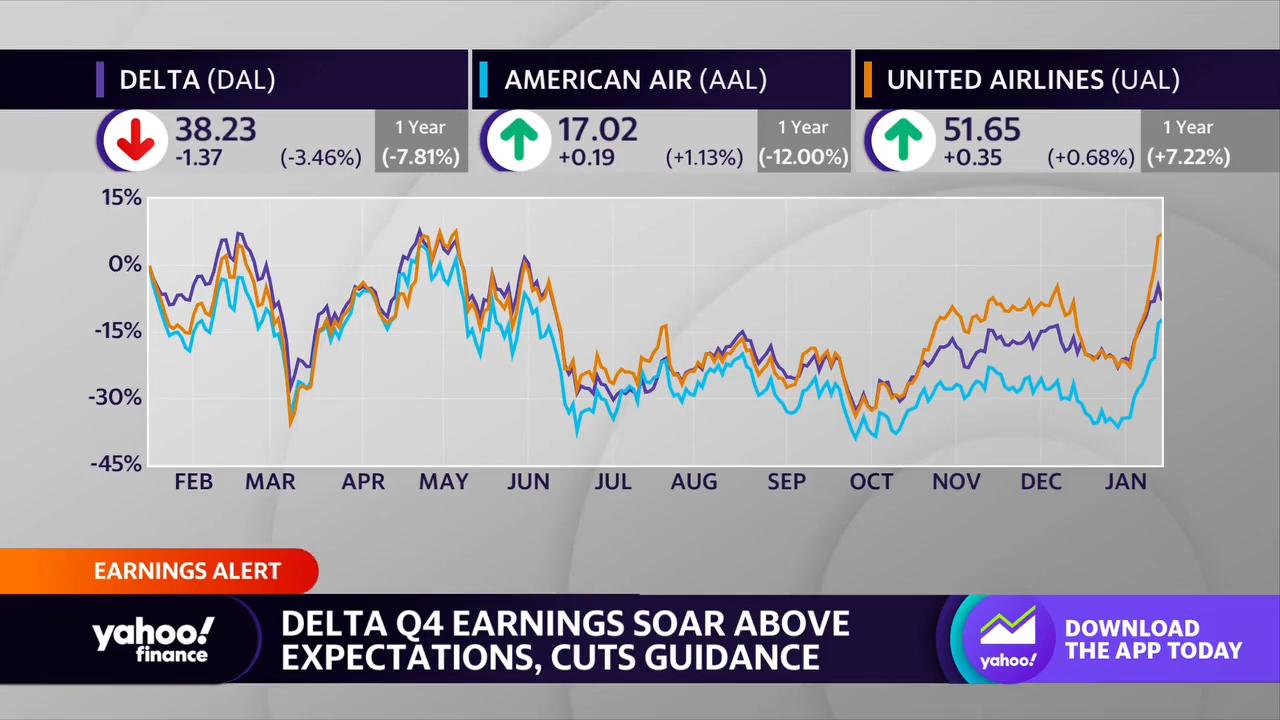 DELTA (DAL)
38.23
-1.37 (-3.46%)
1 Year
(-7.81%)
AMERICAN AIR (AAL)
17.02
+0.19 (+1.13%)
1 Year
(-12.00%)
UNITED AIRLINES (UAL)
51.65
+0.35 (+0.68%)
1 Year
(+7.22%)
15%
0%
-15%
-30%
-45%
FEB MAR APR MAY JUN JUL AUG SEP OCT NOV DEC JAN
EARNINGS ALERT
yahoo!
finance
DELTA Q4 EARNINGS SOAR ABOVE
EXPECTATIONS, CUTS GUIDANCE
yahoo!
DOWNLOAD
THE APP TODAY